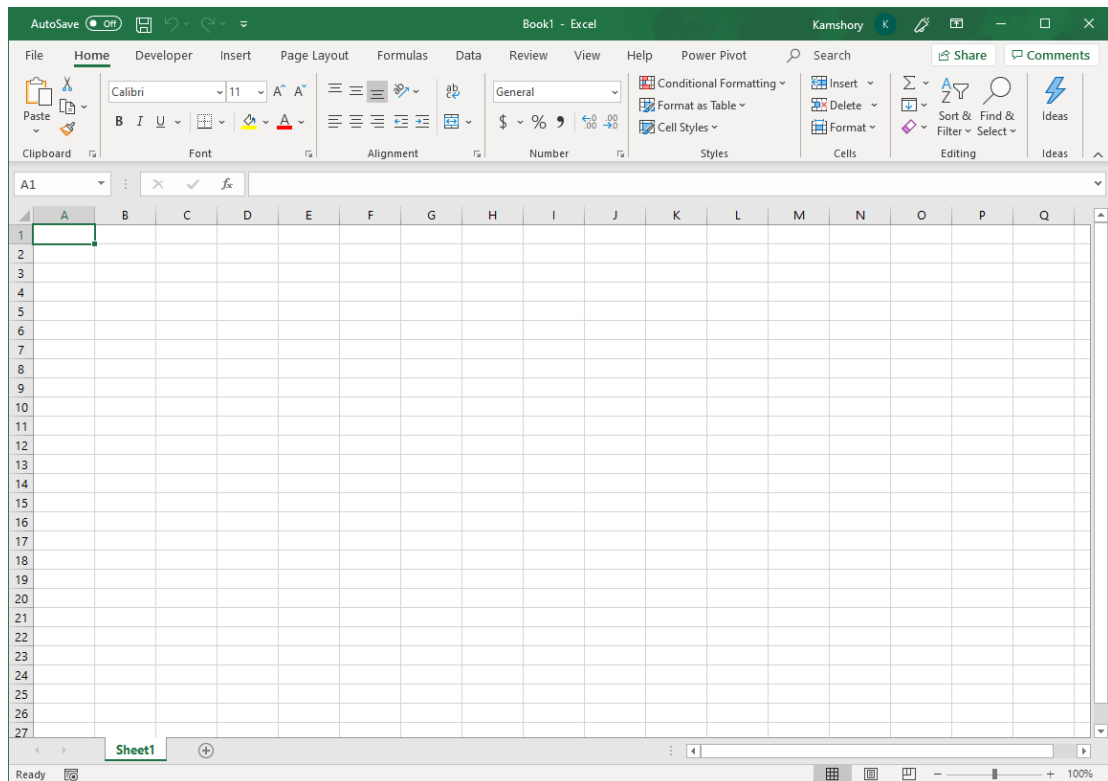 AutoSave Off Book1 - Excel Kamshory K
File Home Developer Insert Page Layout Formulas Data Review View Help Power Pivot Search Share Comments
Paste
Calibri 11 A A
B I U A
ab
General
$ % 9 .00 .00
Conditional Formatting
Format as Table
Cell Styles
Insert
Delete
Format
Σ
Sort & Filter
Find & Select
Ideas
Clipboard Font Alignment Number Styles Cells Editing Ideas
A1 fx
A B C D E F G H I J K L M N O P Q
1
2
3
4
5
6
7
8
9
10
11
12
13
14
15
16
17
18
19
20
21
22
23
24
25
26
27
Sheet1
Ready 100%